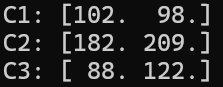 C1: [102.  98.]
C2: [182. 209.]
C3: [ 88. 122.]